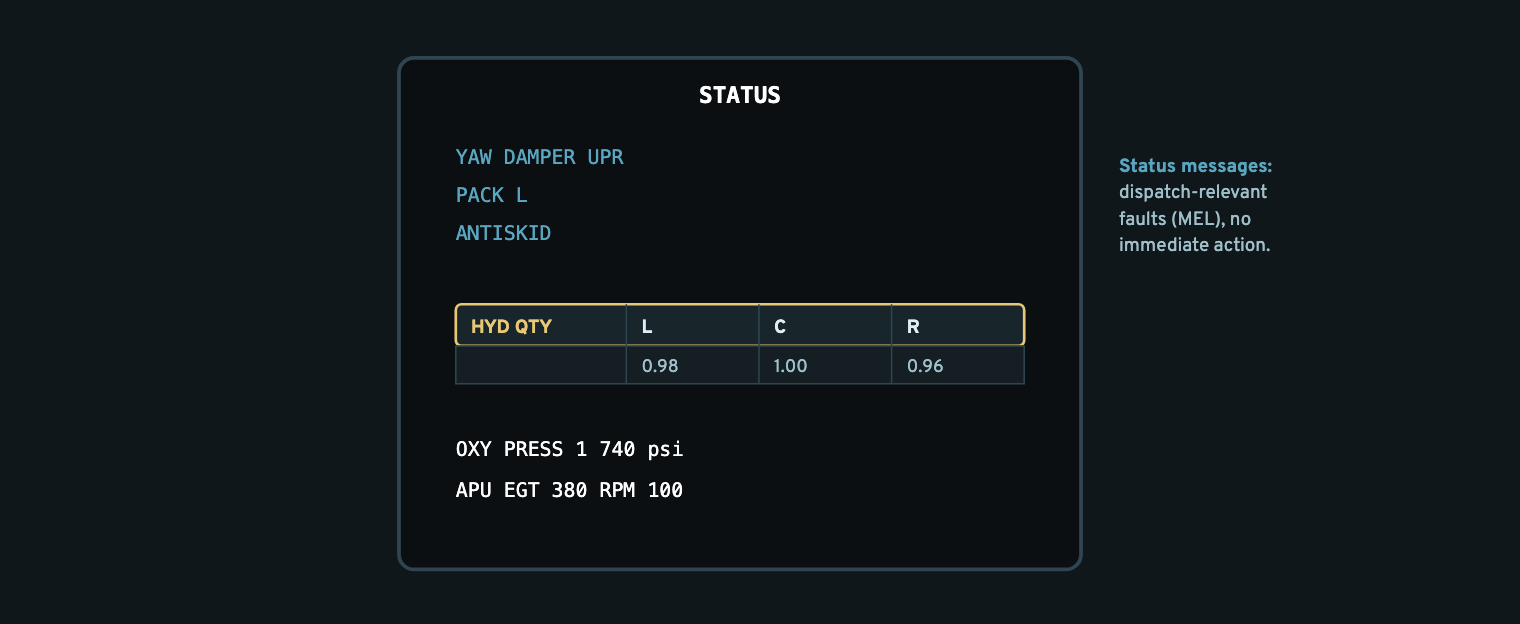 STATUS
YAW DAMPER UPR
PACK L
ANTISKID
Status messages:
dispatch-relevant
faults (MEL), no
immediate action.
HYD QTY L C R
0.98 1.00 0.96
OXY PRESS 1 740 psi
APU EGT 380 RPM 100